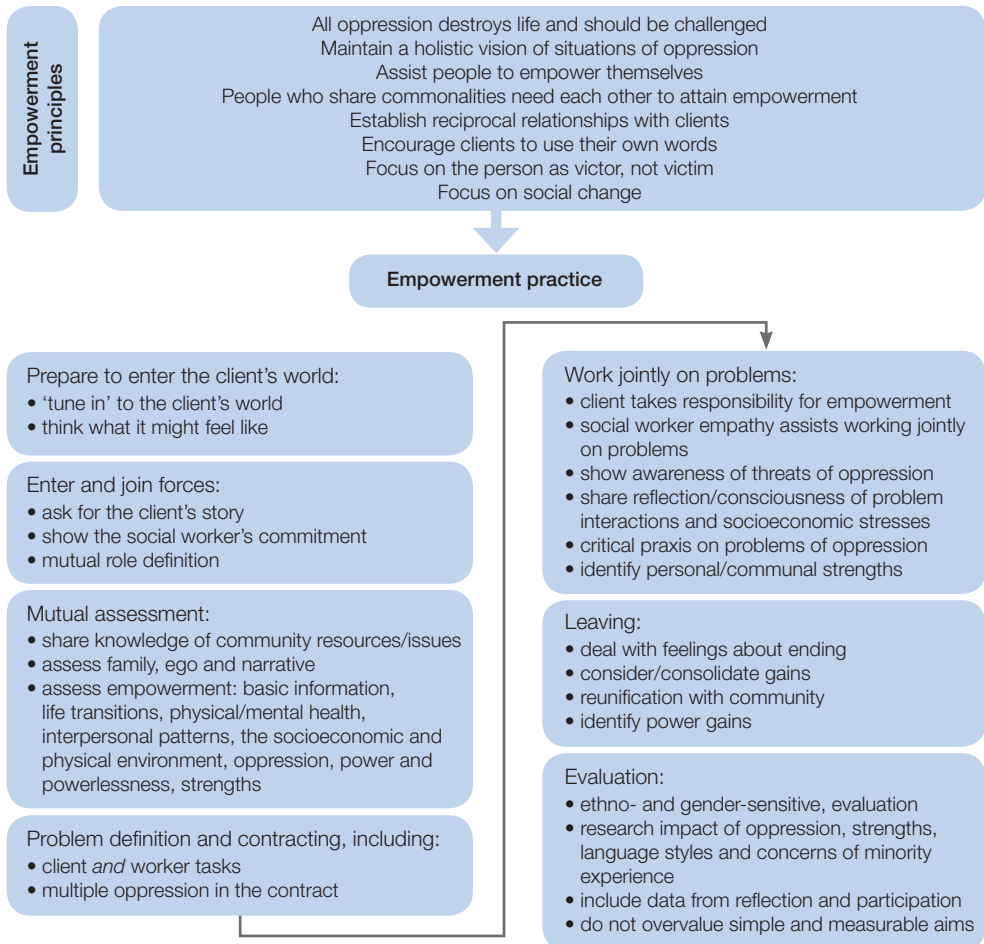 Empowerment
principles
All oppression destroys life and should be challenged
Maintain a holistic vision of situations of oppression
Assist people to empower themselves
People who share commonalities need each other to attain empowerment
Establish reciprocal relationships with clients
Encourage clients to use their own words
Focus on the person as victor, not victim
Focus on social change
Empowerment practice
Prepare to enter the client's world:
• 'tune in' to the client's world
• think what it might feel like
Enter and join forces:
• ask for the client's story
• show the social worker's commitment
• mutual role definition
Mutual assessment:
• share knowledge of community resources/issues
• assess family, ego and narrative
• assess empowerment: basic information,
life transitions, physical/mental health,
interpersonal patterns, the socioeconomic and
physical environment, oppression, power and
powerlessness, strengths
Problem definition and contracting, including:
• client and worker tasks
• multiple oppression in the contract
Work jointly on problems:
• client takes responsibility for empowerment
• social worker empathy assists working jointly
on problems
• show awareness of threats of oppression
• share reflection/consciousness of problem
interactions and socioeconomic stresses
• critical praxis on problems of oppression
• identify personal/communal strengths
Leaving:
• deal with feelings about ending
• consider/consolidate gains
• reunification with community
• identify power gains
Evaluation:
• ethno- and gender-sensitive, evaluation
• research impact of oppression, strengths,
language styles and concerns of minority
experience
• include data from reflection and participation
• do not overvalue simple and measurable aims